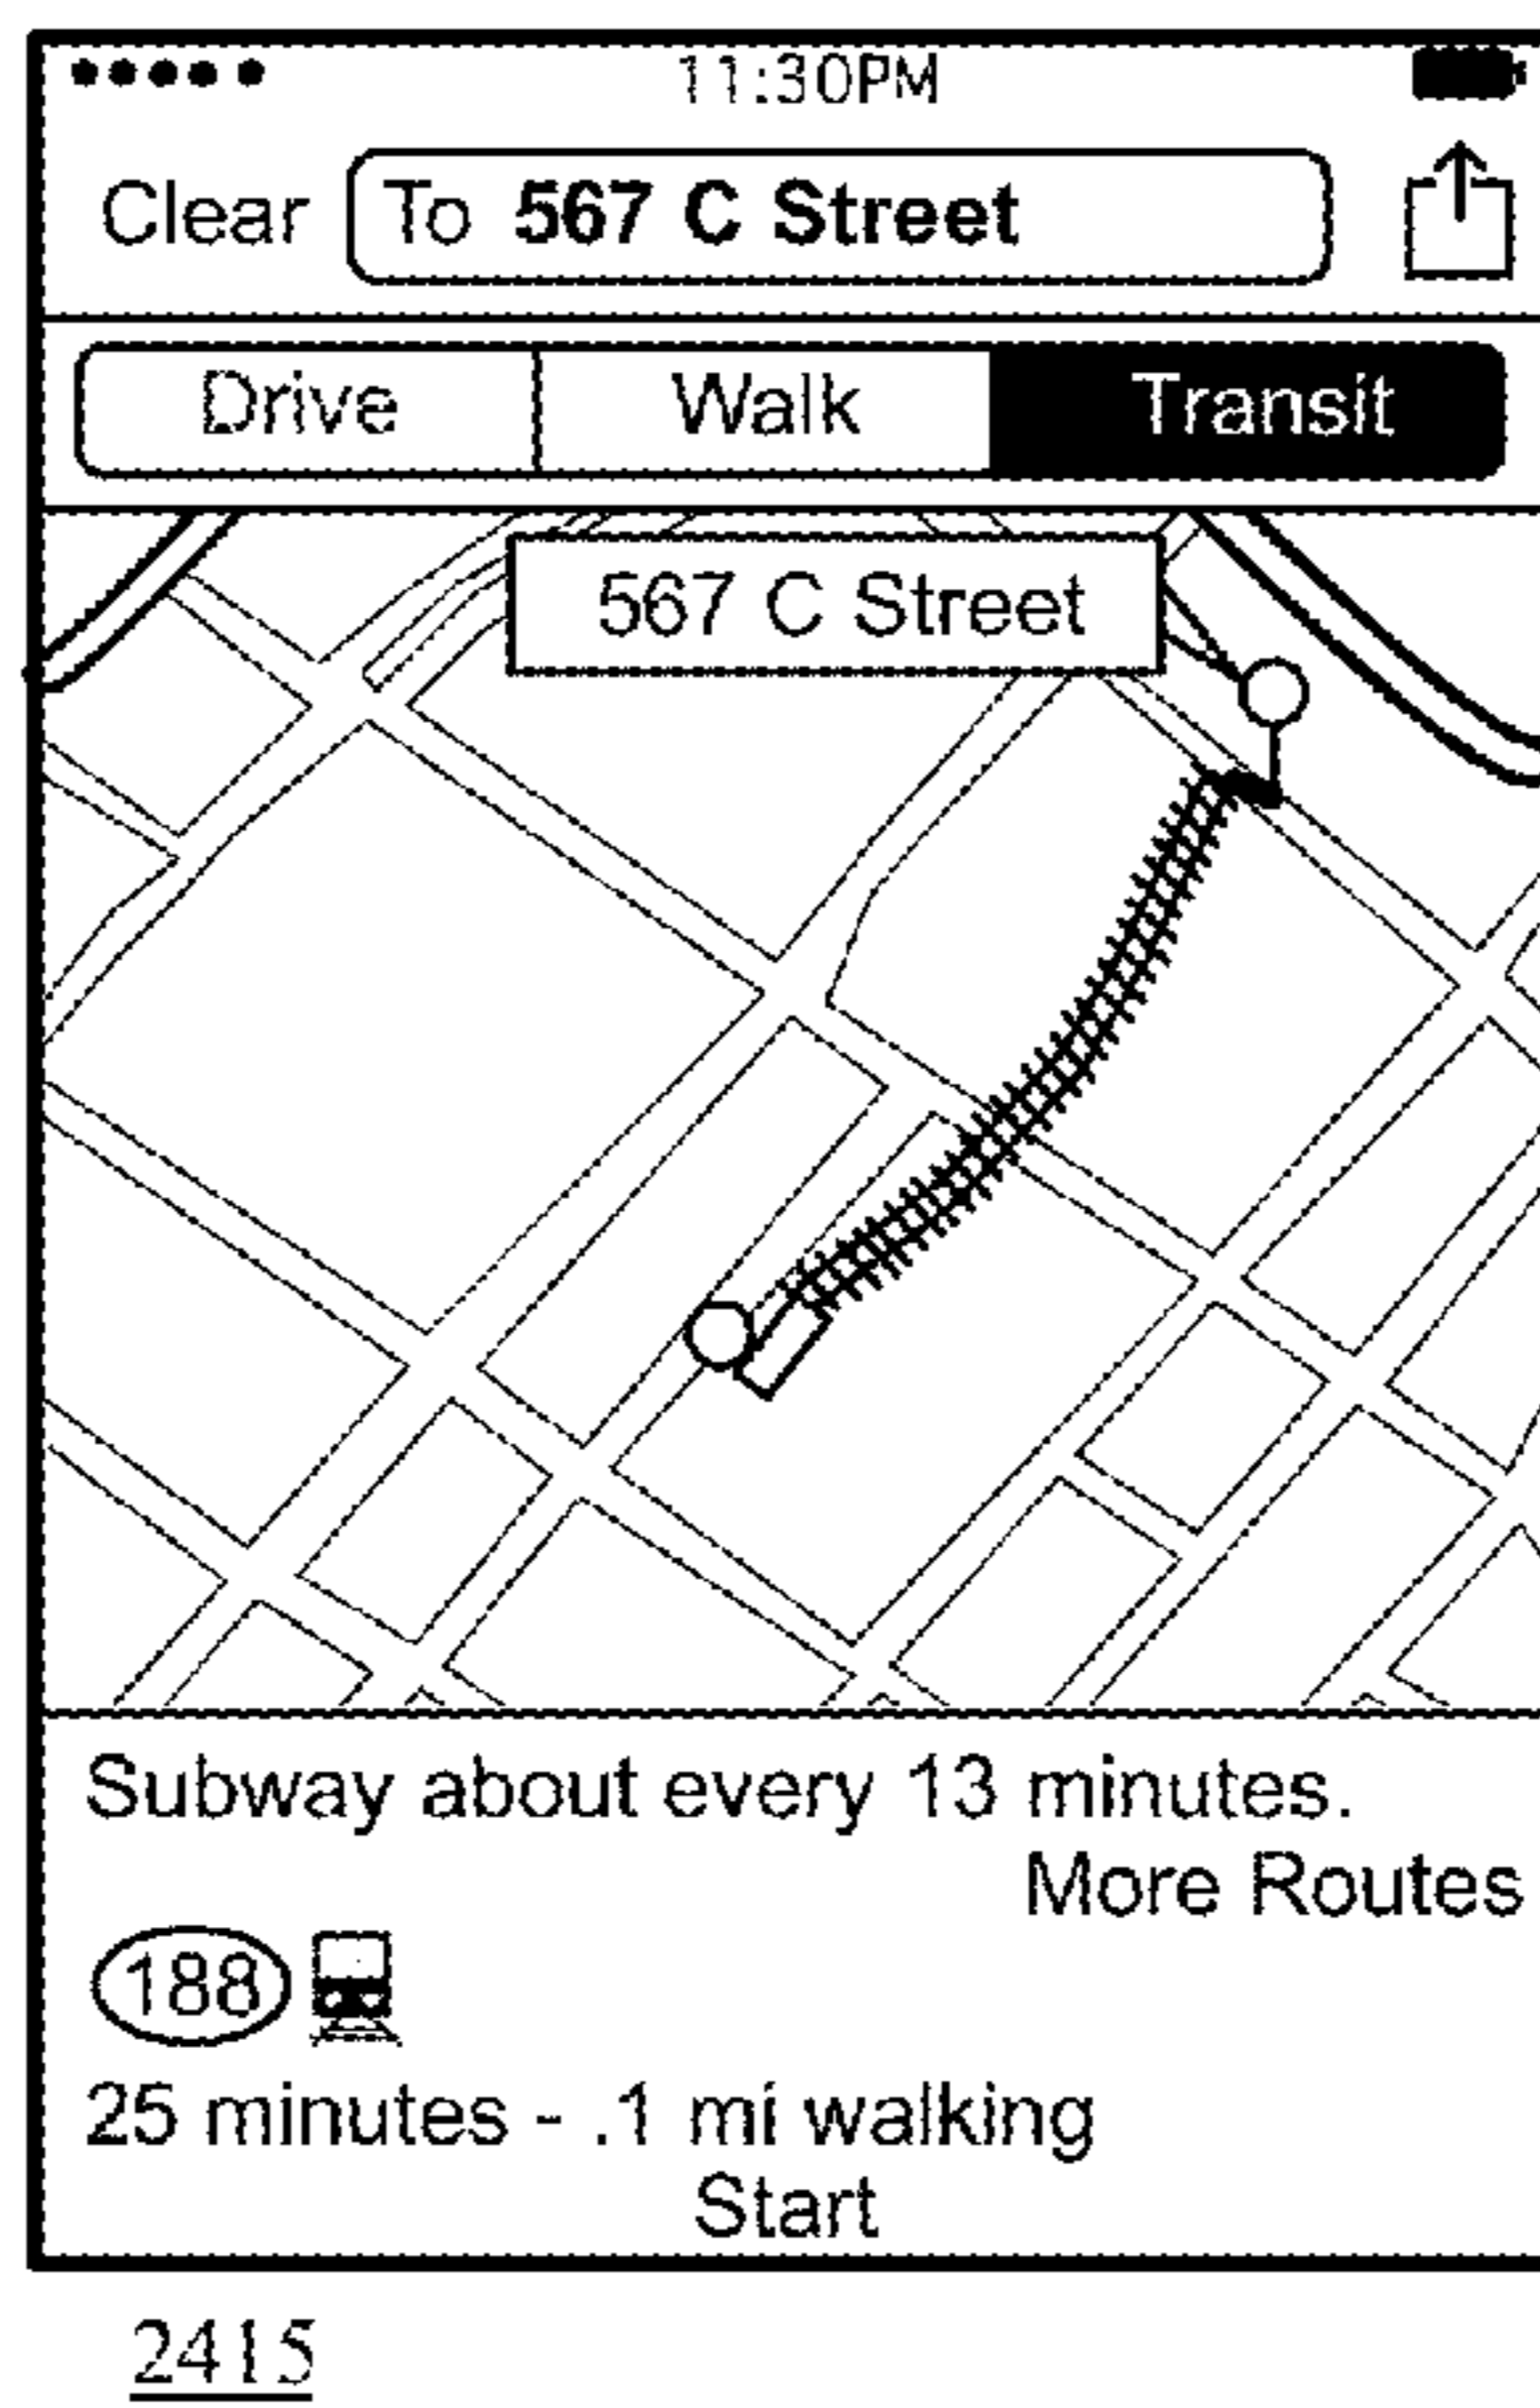 11:30PM
Clear To 567 C Street
Drive Walk Transit
567 C Street
Subway about every 13 minutes.
More Routes
188
25 minutes - .1 mi walking
Start
2415